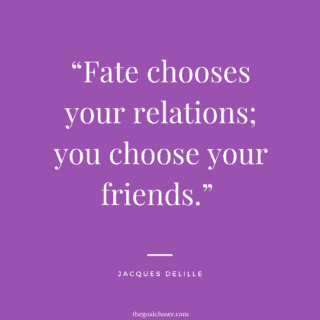 “Fate chooses
your relations;
you choose your
friends.”
JACQUES DELILLE
thegoalchaser.com